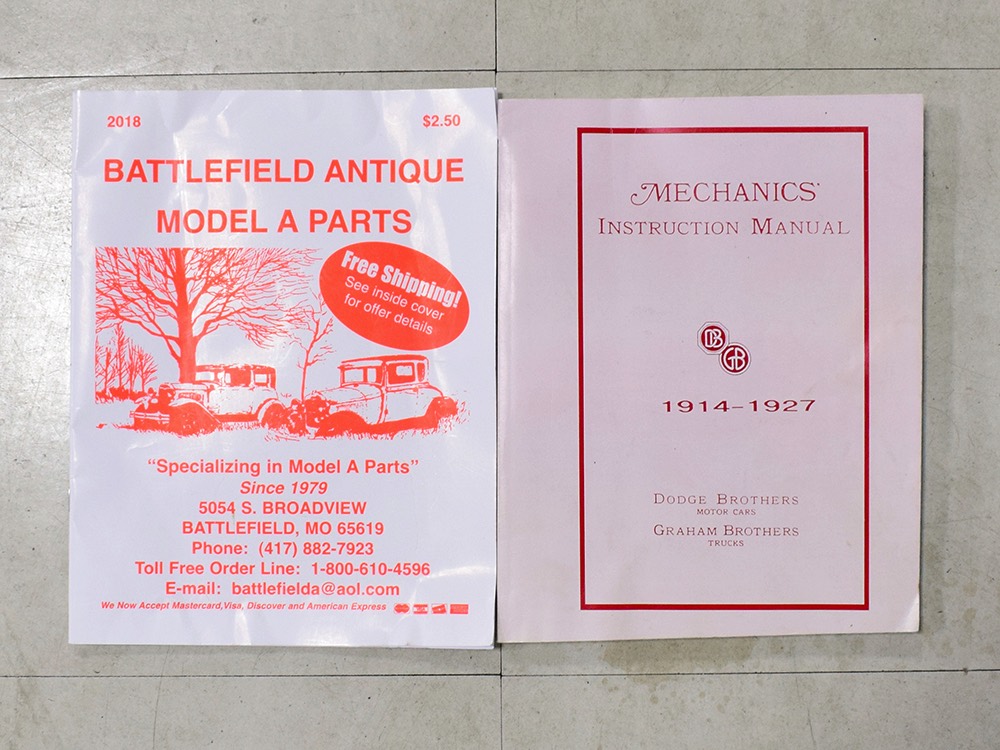 2018 $2.50
BATTLEFIELD ANTIQUE
MODEL A PARTS
Free Shipping!
See inside cover
for offer details
"Specializing in Model A Parts"
Since 1979
5054 S. BROADVIEW
BATTLEFIELD, MO 65619
Phone: (417) 882-7923
Toll Free Order Line: 1-800-610-4596
E-mail: battlefielda@aol.com
We Now Accept Mastercard,Visa, Discover and American Express
MECHANICS'
INSTRUCTION MANUAL
DB
GB
1914-1927
DODGE BROTHERS
MOTOR CARS
GRAHAM BROTHERS
TRUCKS